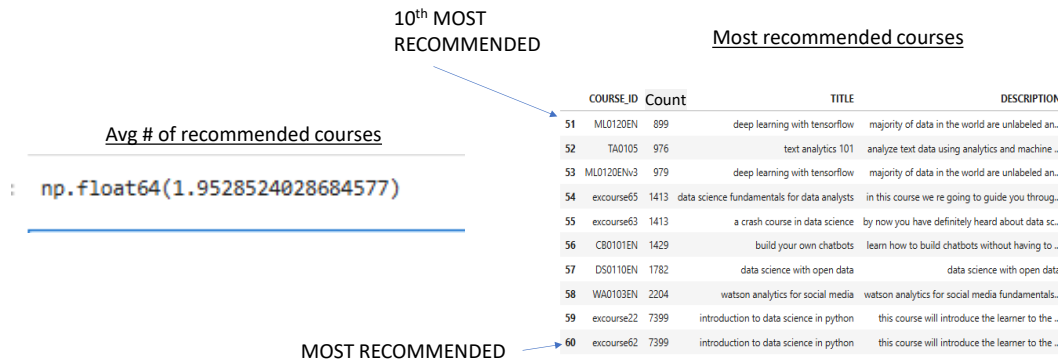 10th MOST
RECOMMENDED
Most recommended courses
Avg # of recommended courses
: np.float64(1.9528524028684577)
COURSE_ID Count TITLE DESCRIPTION
51 ML0120EN 899 deep learning with tensorflow majority of data in the world are unlabeled an..
52 TA0105 976 text analytics 101 analyze text data using analytics and machine ..
53 ML0120ENv3 979 deep learning with tensorflow majority of data in the world are unlabeled an..
54 excourse65 1413 data science fundamentals for data analysts in this course we re going to guide you throug..
55 excourse63 1413 a crash course in data science by now you have definitely heard about data sc..
56 CB0101EN 1429 build your own chatbots learn how to build chatbots without having to ..
57 DS0110EN 1782 data science with open data data science with open data
58 WA0103EN 2204 watson analytics for social media watson analytics for social media fundamentals..
59 excourse22 7399 introduction to data science in python this course will introduce the learner to the ..
60 excourse62 7399 introduction to data science in python this course will introduce the learner to the ..
MOST RECOMMENDED